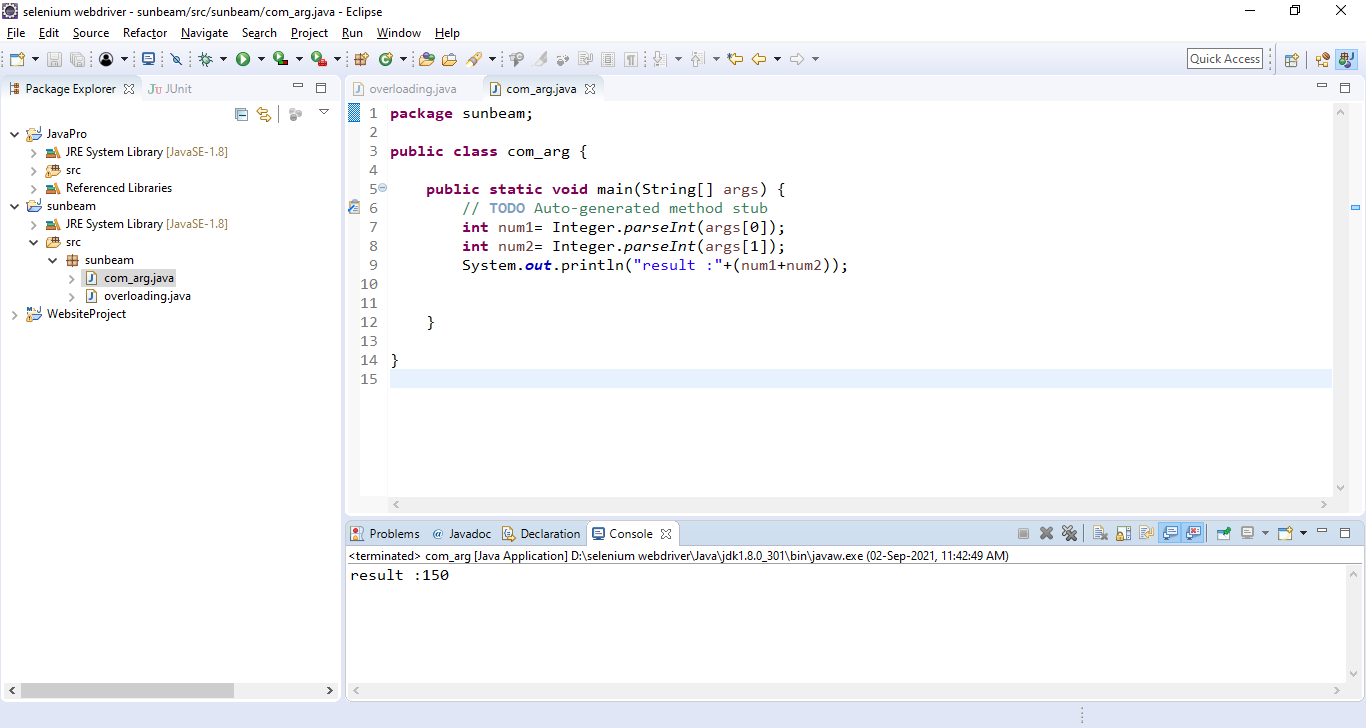 selenium webdriver - sunbeam/src/sunbeam/com_arg.java - Eclipse
File Edit Source Refactor Navigate Search Project Run Window Help
Quick Access
Package Explorer JUnit
JavaPro
JRE System Library [JavaSE-1.8]
src
Referenced Libraries
sunbeam
JRE System Library [JavaSE-1.8]
src
sunbeam
com_arg.java
overloading.java
WebsiteProject
overloading.java com_arg.java
1 package sunbeam;
2
3 public class com_arg {
4
5 public static void main(String[] args) {
6 // TODO Auto-generated method stub
7 int num1= Integer.parseInt(args[0]);
8 int num2= Integer.parseInt(args[1]);
9 System.out.println("result :"+(num1+num2));
10
11
12 }
13
14 }
15
Problems @ Javadoc Declaration Console
<terminated> com_arg [Java Application] D:\selenium webdriver\Java\jdk1.8.0_301\bin\javaw.exe (02-Sep-2021, 11:42:49 AM)
result :150